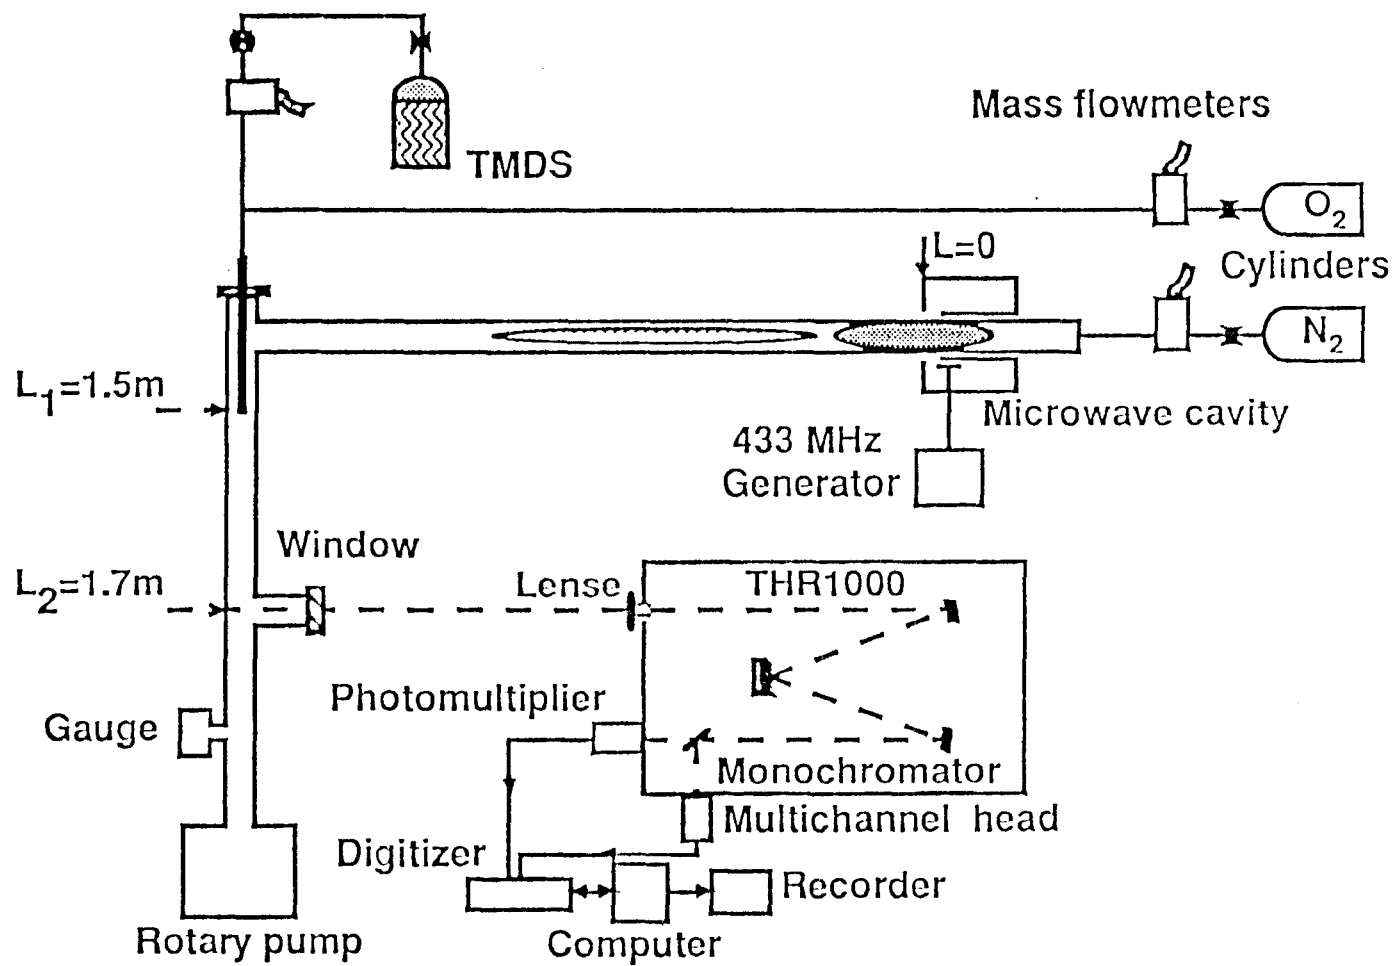 Mass flowmeters
TMDS
O2
L=0
Cylinders
N2
L1=1.5m
Microwave cavity
433 MHz
Generator
Window
L2=1.7m
Lense
THR1000
Photomultiplier
Gauge
Monochromator
Multichannel head
Digitizer
Recorder
Rotary pump
Computer